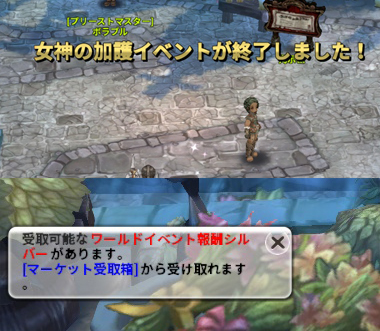 [プリーストマスター]
ボラブル
女神の加護イベントが終了しました！
受取可能なワールドイベント報酬シル
バーがあります。
[マーケット受取箱]から受け取れます
。